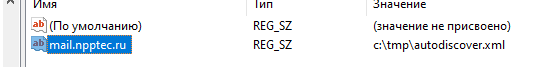 Имя Тип Значение
(По умолчанию) REG_SZ (значение не присвоено)
mail.npptec.ru REG_SZ c:\tmp\autodiscover.xml